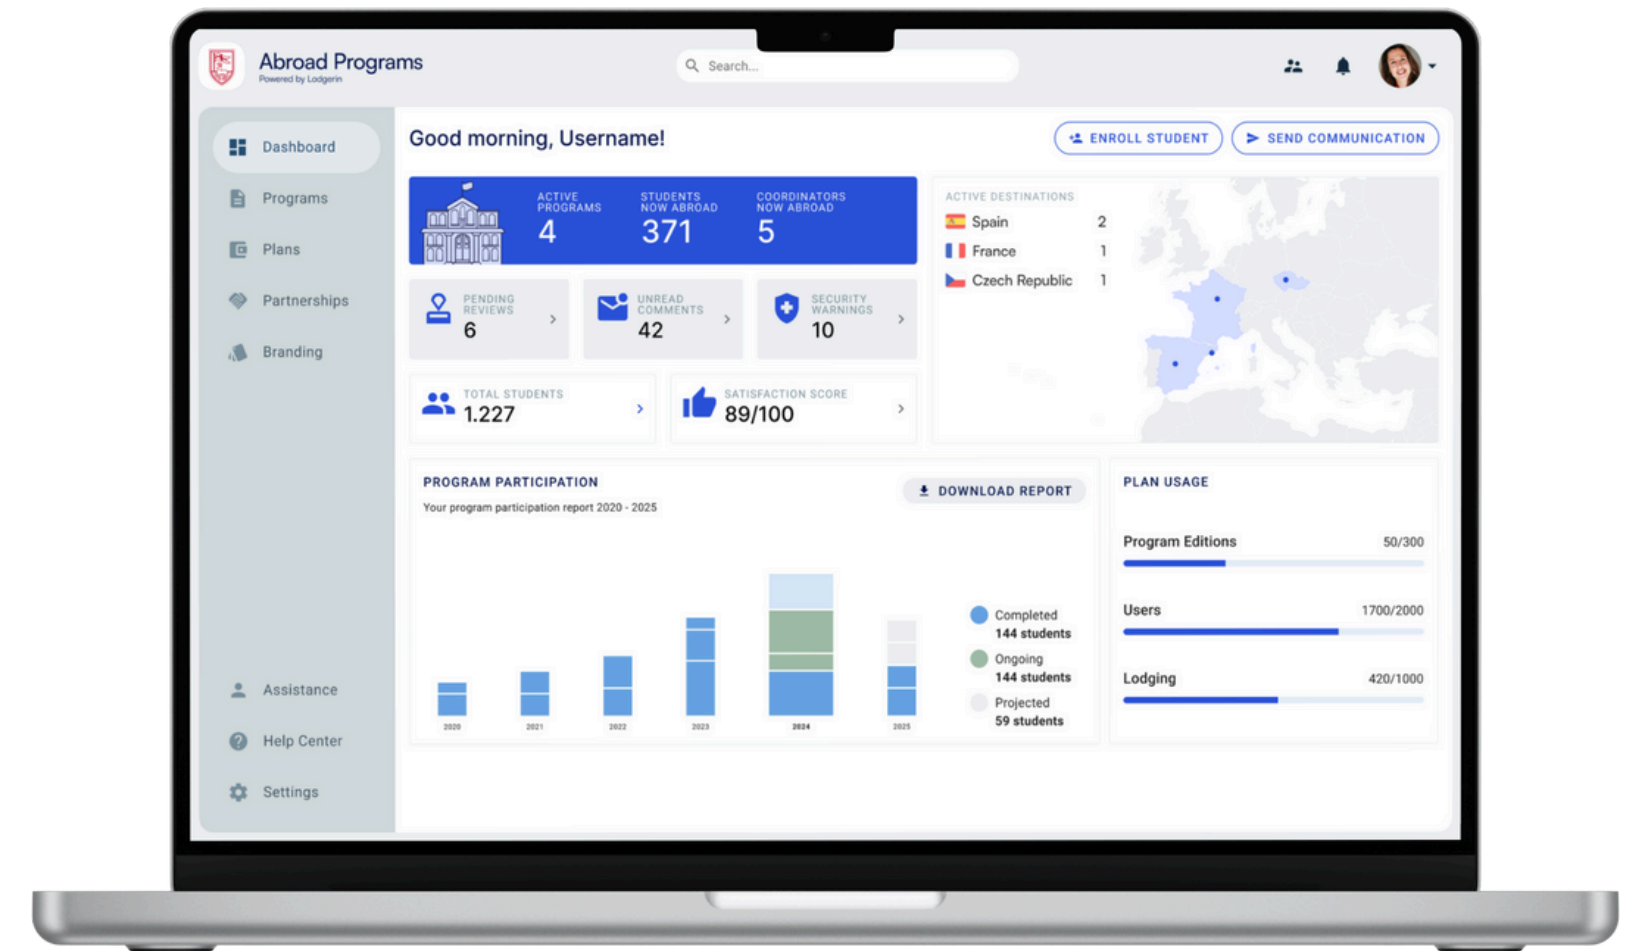 Abroad Programs
Powered by Lodgerin
Search...
Dashboard
Programs
Plans
Partnerships
Branding
Assistance
Help Center
Settings
Good morning, Username!
ENROLL STUDENT
SEND COMMUNICATION
ACTIVE
PROGRAMS
4
STUDENTS
NOW ABROAD
371
COORDINATORS
NOW ABROAD
5
PENDING
REVIEWS
6
UNREAD
COMMENTS
42
SECURITY
WARNINGS
10
TOTAL STUDENTS
1.227
SATISFACTION SCORE
89/100
ACTIVE DESTINATIONS
Spain 2
France 1
Czech Republic 1
PROGRAM PARTICIPATION
Your program participation report 2020 - 2025
DOWNLOAD REPORT
2020 2021 2022 2023 2024 2025
Completed
144 students
Ongoing
144 students
Projected
59 students
PLAN USAGE
Program Editions 50/300
Users 1700/2000
Lodging 420/1000